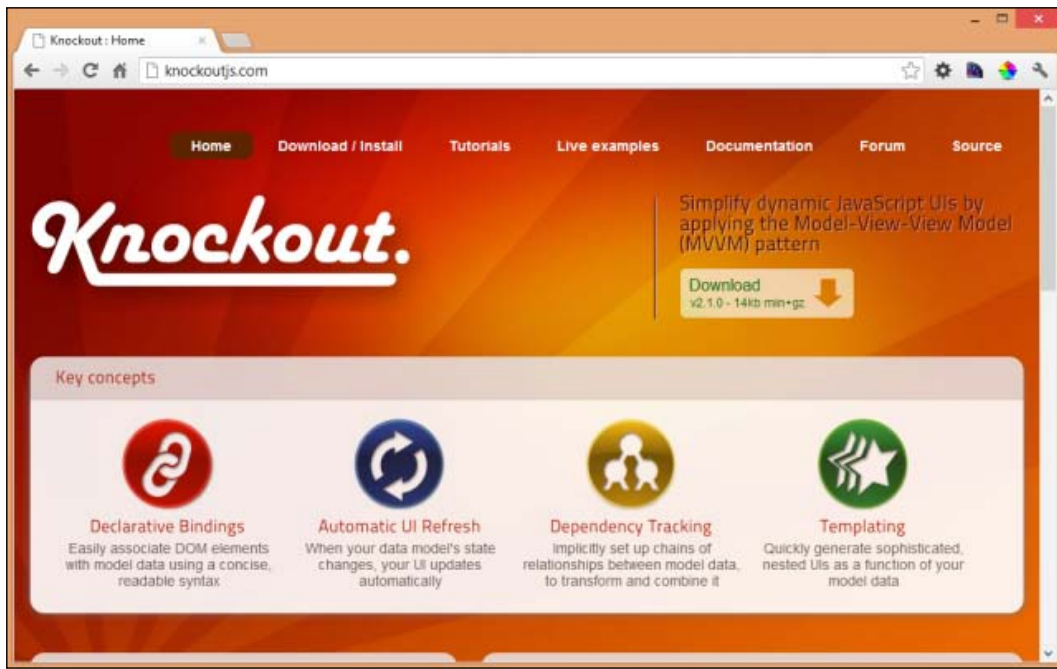 Knockout : Home
knockoutjs.com
Home Download / Install Tutorials Live examples Documentation Forum Source
Knockout.
Simplify dynamic JavaScript UIs by
applying the Model-View-View Model
(MVVM) pattern
Download
v2.1.0 - 14kb min+gz
Key concepts
Declarative Bindings
Easily associate DOM elements
with model data using a concise,
readable syntax
Automatic UI Refresh
When your data model's state
changes, your UI updates
automatically
Dependency Tracking
Implicitly set up chains of
relationships between model data,
to transform and combine it
Templating
Quickly generate sophisticated,
nested UIs as a function of your
model data